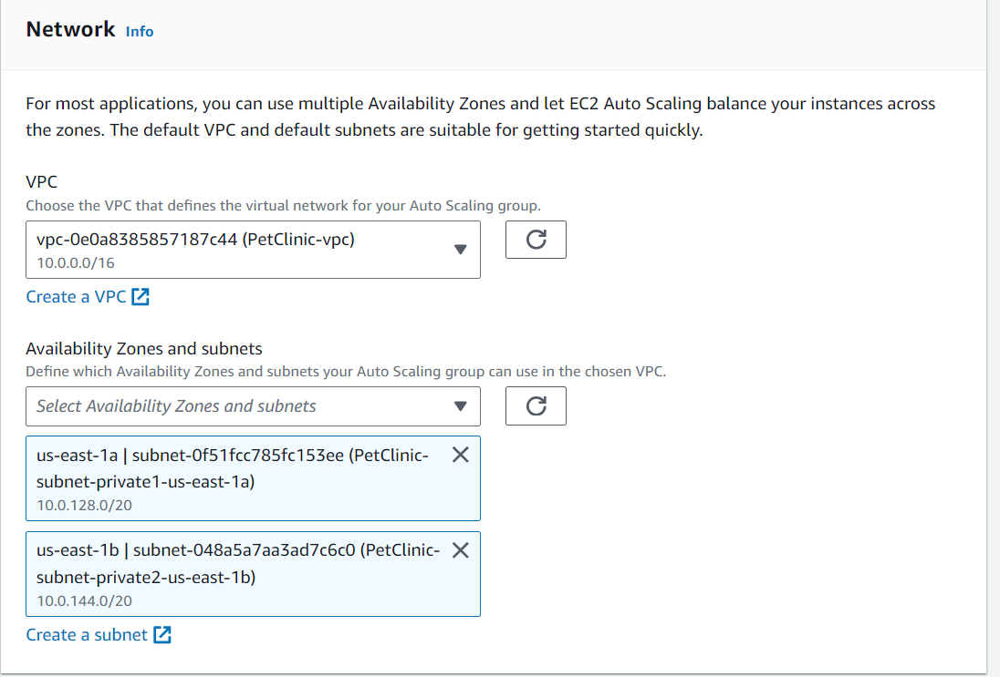 Network Info
For most applications, you can use multiple Availability Zones and let EC2 Auto Scaling balance your instances across
the zones. The default VPC and default subnets are suitable for getting started quickly.
VPC
Choose the VPC that defines the virtual network for your Auto Scaling group.
vpc-0e0a8385857187c44 (PetClinic-vpc)
10.0.0.0/16
Create a VPC
Availability Zones and subnets
Define which Availability Zones and subnets your Auto Scaling group can use in the chosen VPC.
Select Availability Zones and subnets
us-east-1a | subnet-0f51fcc785fc153ee (PetClinic-
subnet-private1-us-east-1a)
10.0.128.0/20
us-east-1b | subnet-048a5a7aa3ad7c6c0 (PetClinic-
subnet-private2-us-east-1b)
10.0.144.0/20
Create a subnet